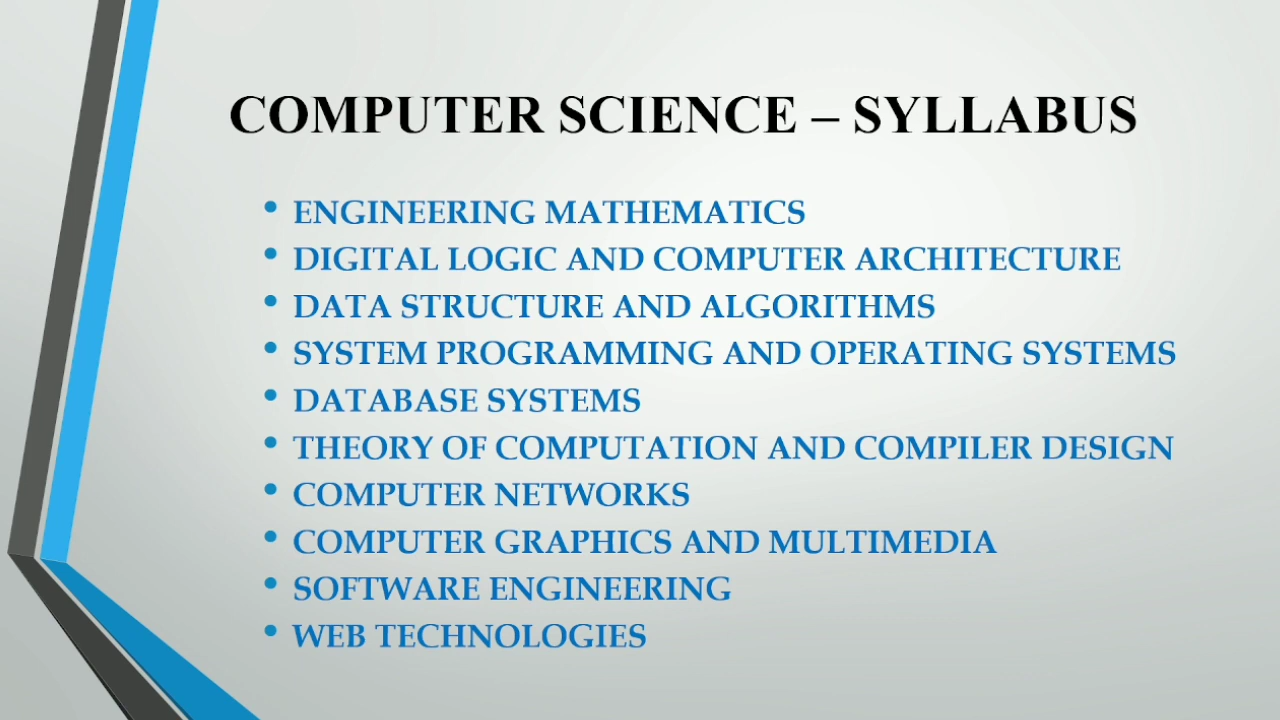 COMPUTER SCIENCE – SYLLABUS
• ENGINEERING MATHEMATICS
• DIGITAL LOGIC AND COMPUTER ARCHITECTURE
• DATA STRUCTURE AND ALGORITHMS
• SYSTEM PROGRAMMING AND OPERATING SYSTEMS
• DATABASE SYSTEMS
• THEORY OF COMPUTATION AND COMPILER DESIGN
• COMPUTER NETWORKS
• COMPUTER GRAPHICS AND MULTIMEDIA
• SOFTWARE ENGINEERING
• WEB TECHNOLOGIES